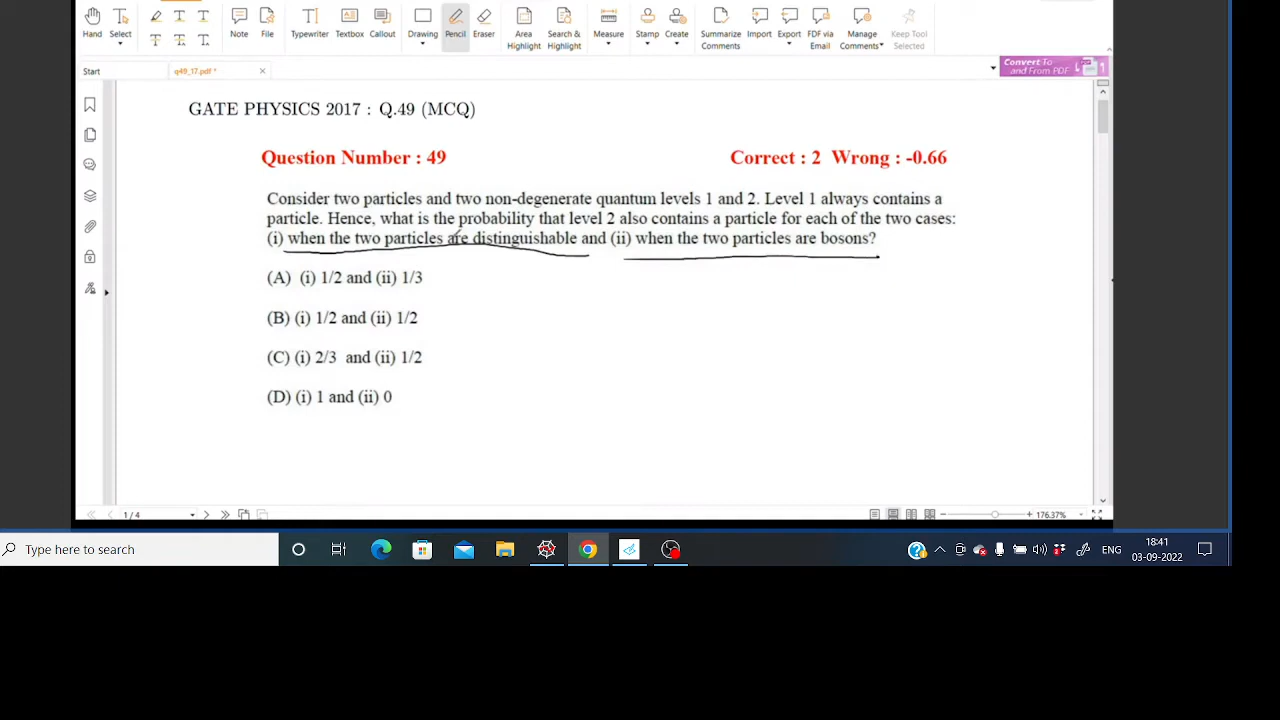 Hand Select Note File Typewriter Textbox Callout Drawing Pencil Eraser Area Highlight Search & Highlight Measure Stamp Create Summarize Comments Import Export FDF via Email Manage Comments Keep Tool Selected
Start q49_17.pdf * Convert To and From PDF
GATE PHYSICS 2017 : Q.49 (MCQ)
Question Number : 49 Correct : 2 Wrong : -0.66
Consider two particles and two non-degenerate quantum levels 1 and 2. Level 1 always contains a
particle. Hence, what is the probability that level 2 also contains a particle for each of the two cases:
(i) when the two particles are distinguishable and (ii) when the two particles are bosons?
(A) (i) 1/2 and (ii) 1/3
(B) (i) 1/2 and (ii) 1/2
(C) (i) 2/3 and (ii) 1/2
(D) (i) 1 and (ii) 0
1 / 4 176.37%
Type here to search ENG 18:41
03-09-2022